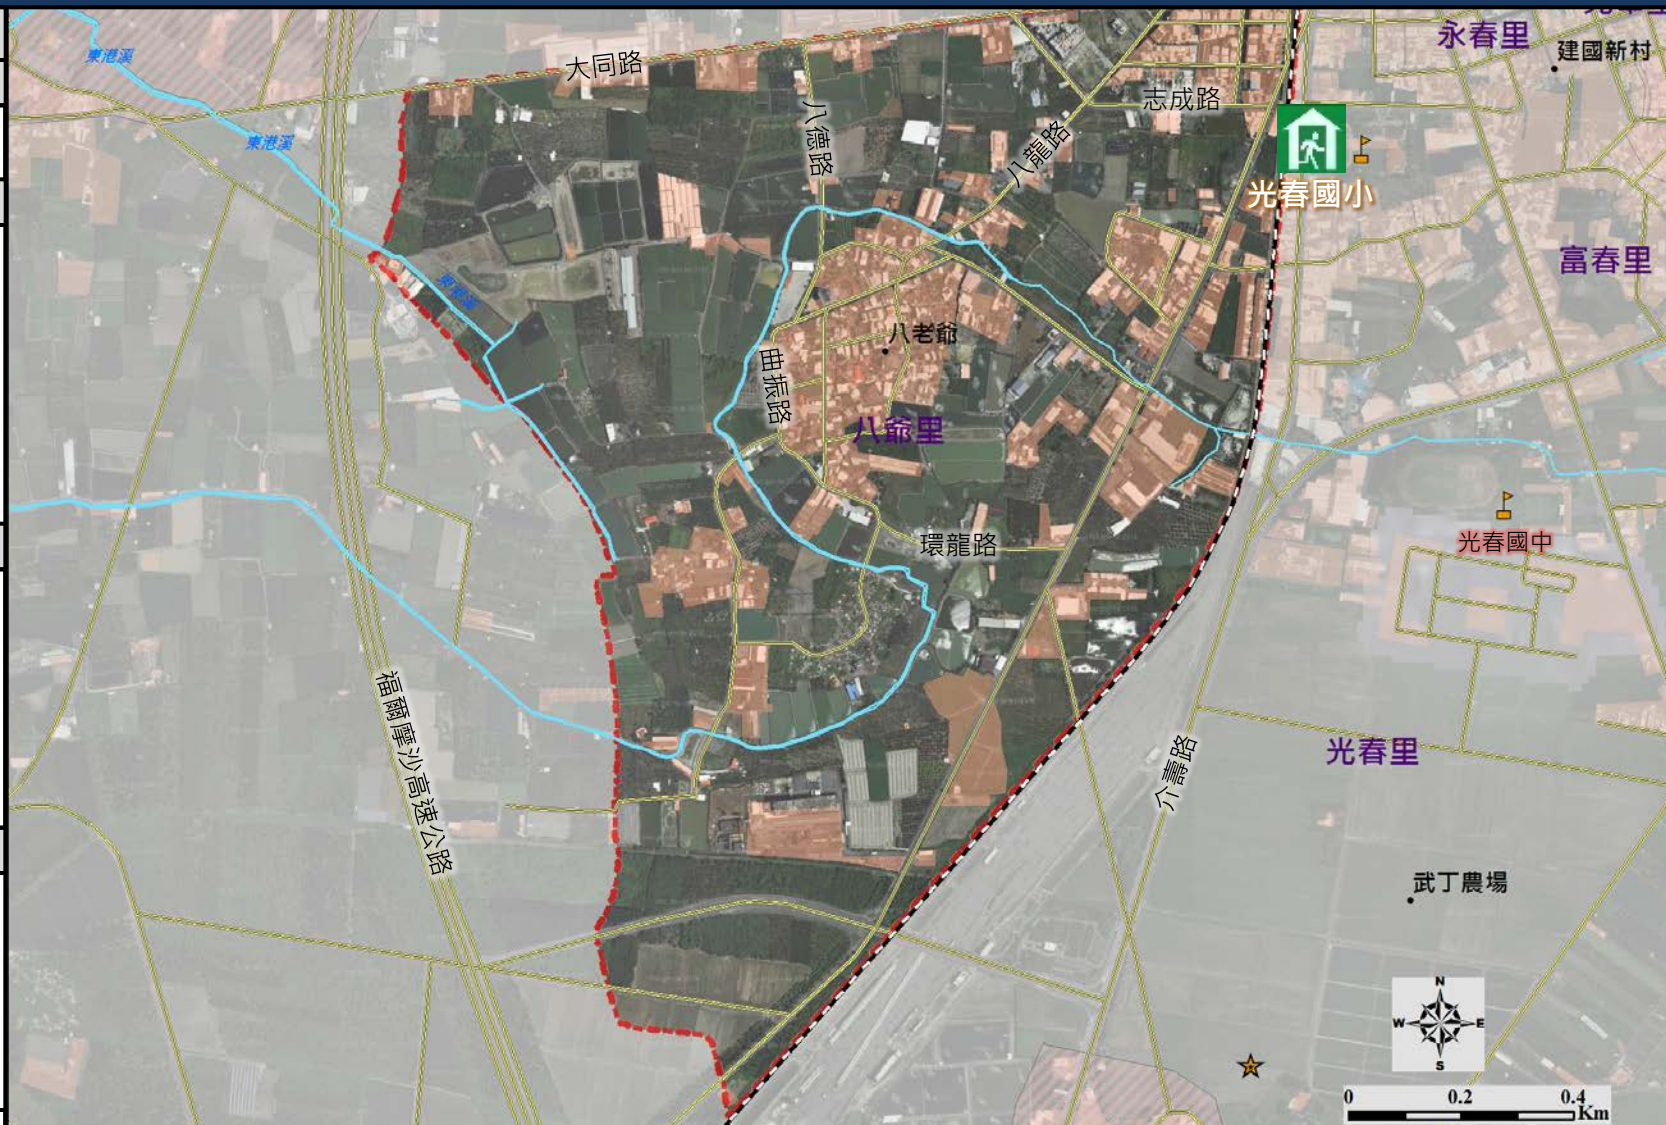 永春里
建國新村
東港溪
大同路
志成路
八德路
八龍路
東港溪
光春國小
富春里
東港溪
八老爺
曲振路
八爺里
環龍路
光春國中
福爾摩沙高速公路
介壽路
光春里
武丁農場
N
W
E
S
0
0.2
0.4
Km